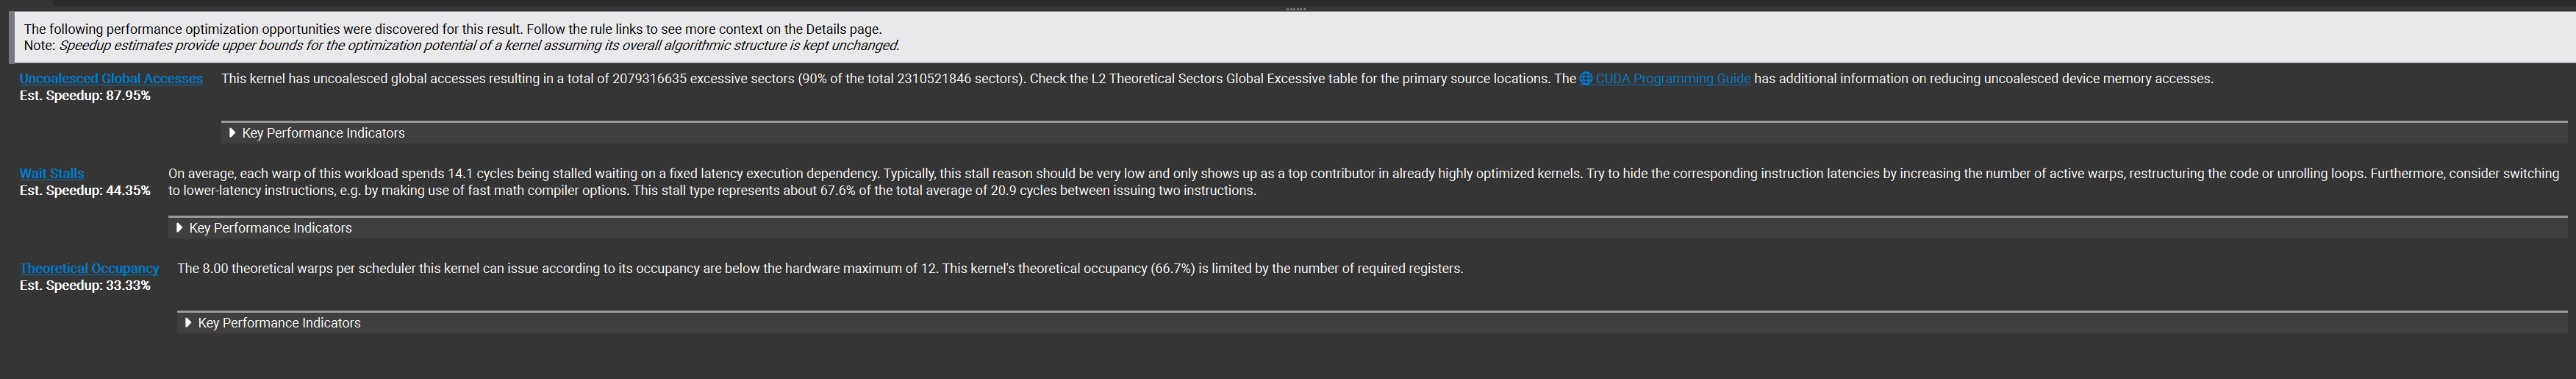 The following performance optimization opportunities were discovered for this result. Follow the rule links to see more context on the Details page.
Note: Speedup estimates provide upper bounds for the optimization potential of a kernel assuming its overall algorithmic structure is kept unchanged.
Uncoalesced Global Accesses
Est. Speedup: 87.95%
This kernel has uncoalesced global accesses resulting in a total of 2079316635 excessive sectors (90% of the total 2310521846 sectors). Check the L2 Theoretical Sectors Global Excessive table for the primary source locations. The CUDA Programming Guide has additional information on reducing uncoalesced device memory accesses.
Key Performance Indicators
Wait Stalls
Est. Speedup: 44.35%
On average, each warp of this workload spends 14.1 cycles being stalled waiting on a fixed latency execution dependency. Typically, this stall reason should be very low and only shows up as a top contributor in already highly optimized kernels. Try to hide the corresponding instruction latencies by increasing the number of active warps, restructuring the code or unrolling loops. Furthermore, consider switching
to lower-latency instructions, e.g. by making use of fast math compiler options. This stall type represents about 67.6% of the total average of 20.9 cycles between issuing two instructions.
Key Performance Indicators
Theoretical Occupancy
Est. Speedup: 33.33%
The 8.00 theoretical warps per scheduler this kernel can issue according to its occupancy are below the hardware maximum of 12. This kernel's theoretical occupancy (66.7%) is limited by the number of required registers.
Key Performance Indicators